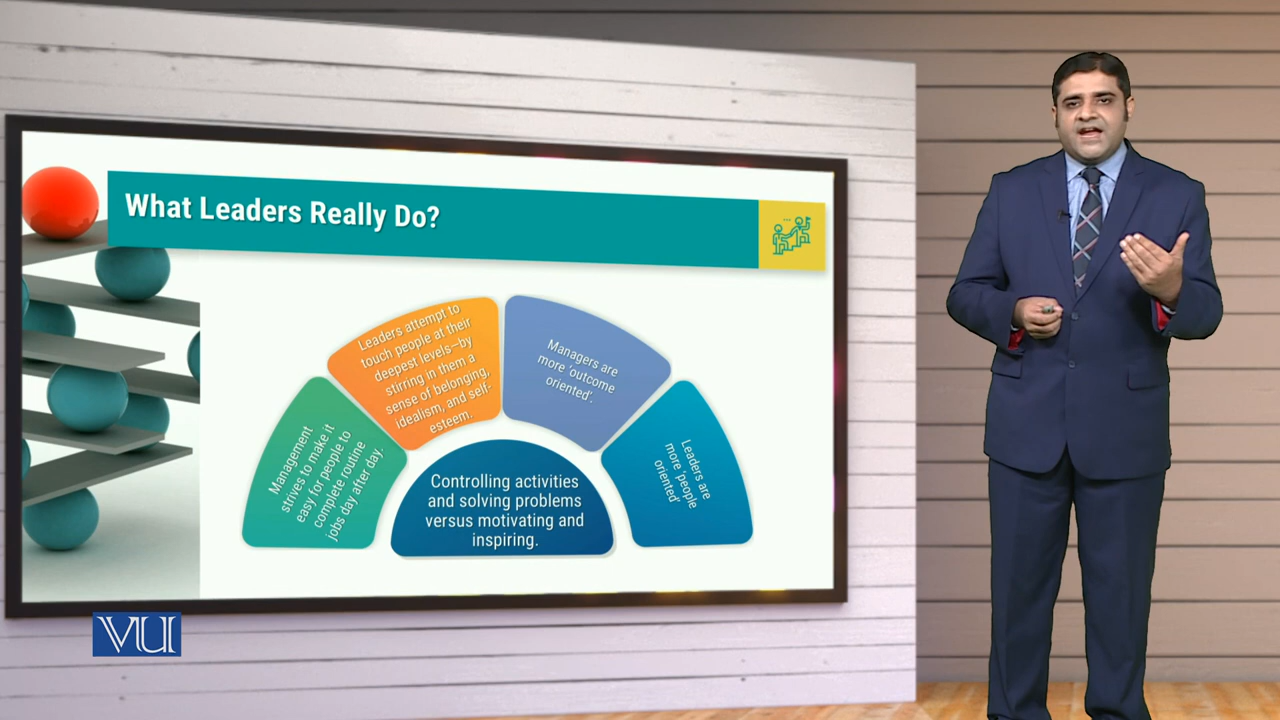 What Leaders Really Do?
Management
strives to make it
easy for people to
complete routine
jobs day after day.
Leaders attempt to
touch people at their
deepest levels—by
stirring in them a
sense of belonging,
idealism, and self-
esteem.
Managers are
more ‘outcome
oriented’.
Leaders are
more ‘people
oriented’
Controlling activities
and solving problems
versus motivating and
inspiring.
VU